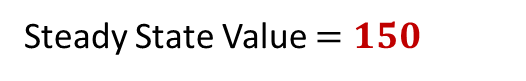 Steady State Value = 150